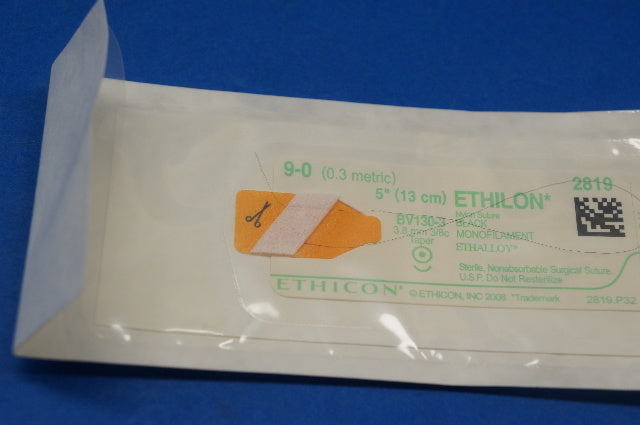 9-0 (0.3 metric)
5" (13 cm) ETHILON*
2819
BV130-3
3.8 mm 3/8c
Taper
Nylon Suture
BLACK
MONOFILAMENT
ETHALLOY*
Sterile, Nonabsorbable Surgical Suture.
U.S.P. Do Not Resterilize
ETHICON* © ETHICON, INC 2008 *Trademark 2819.P32